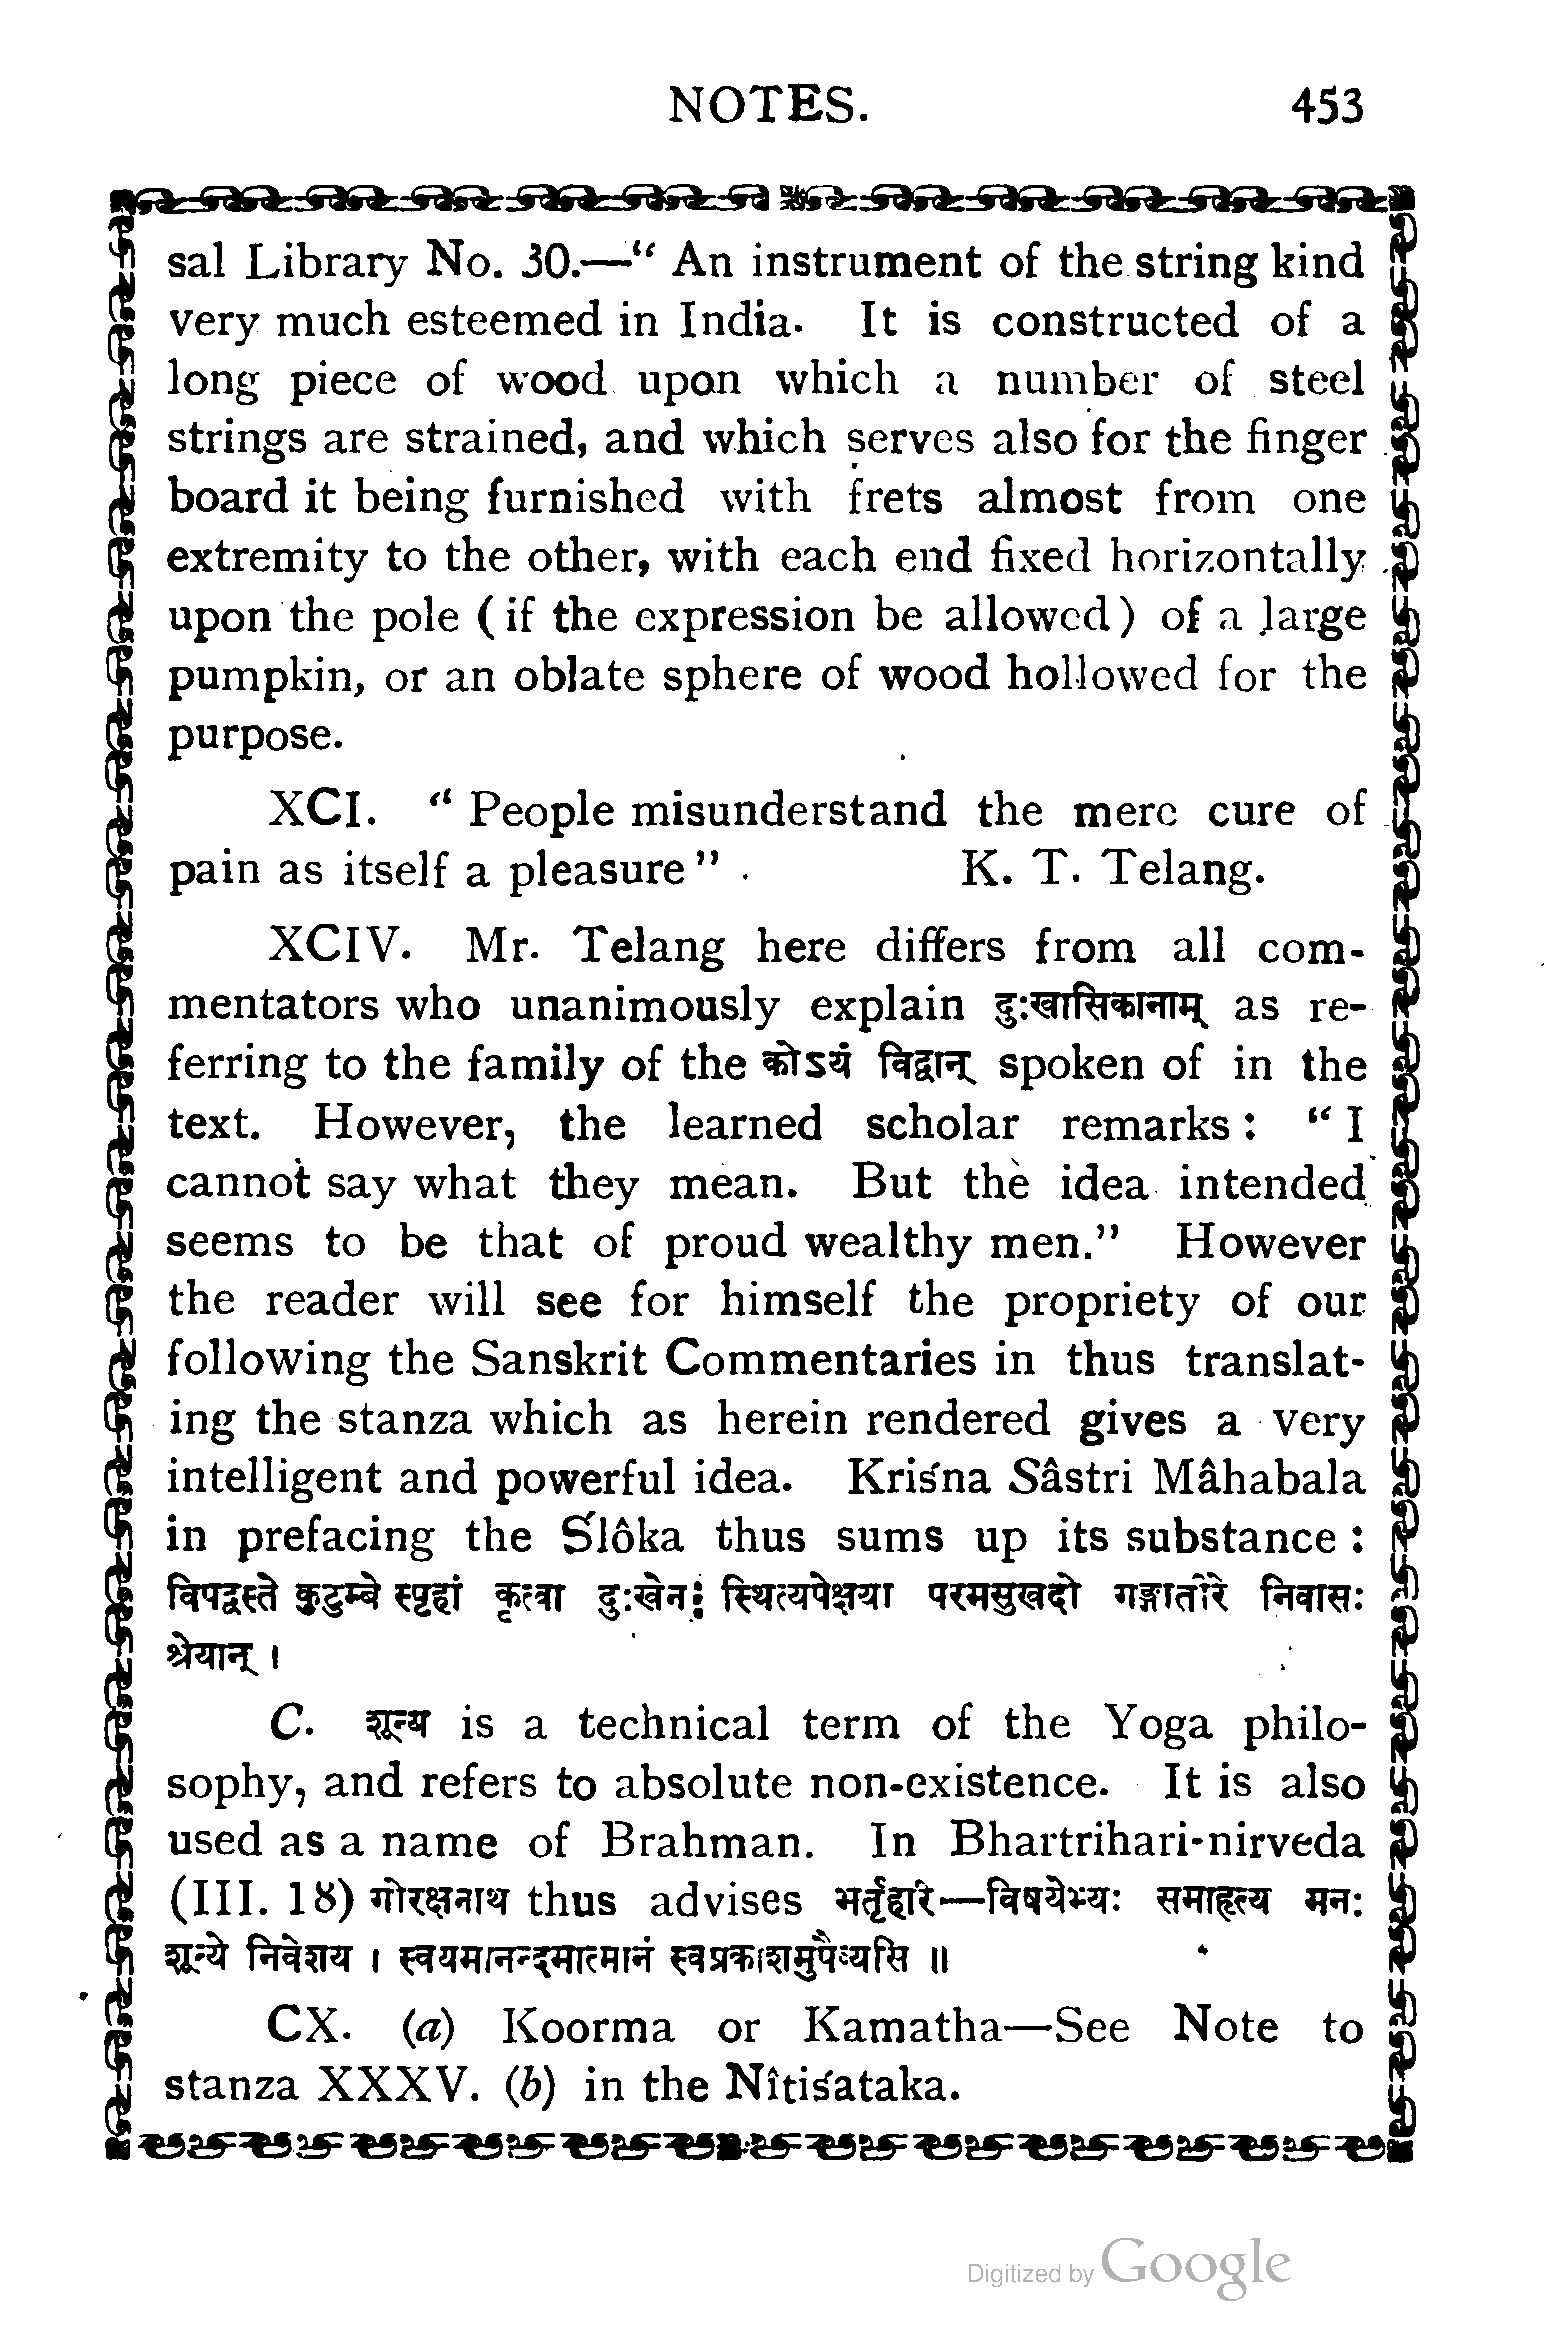 NOTES. 453
sal Library No. 30.—“ An instrument of the string kind
very much esteemed in India. It is constructed of a
long piece of wood upon which a number of steel
strings are strained, and which serves also for the finger
board it being furnished with frets almost from one
extremity to the other, with each end fixed horizontally
upon the pole ( if the expression be allowed) of a large
pumpkin, or an oblate sphere of wood hollowed for the
purpose.
XCI. “ People misunderstand the mere cure of
pain as itself a pleasure ” . K. T. Telang.
XCIV. Mr. Telang here differs from all com-
mentators who unanimously explain दुःखासिकानाम् as re-
ferring to the family of the कोऽयं विद्वान् spoken of in the
text. However, the learned scholar remarks : “ I
cannot say what they mean. But the idea intended
seems to be that of proud wealthy men.” However
the reader will see for himself the propriety of our
following the Sanskrit Commentaries in thus translat-
ing the stanza which as herein rendered gives a very
intelligent and powerful idea. Kriśna Sâstri Mâhabala
in prefacing the Ślôka thus sums up its substance :
विपद्वस्ते कुटुम्बे स्पृहां कृत्वा दुःखेन स्थित्यपेक्षया परमसुखदो गङ्गातीरे निवासः
श्रेयान् ।
C. शून्य is a technical term of the Yoga philo-
sophy, and refers to absolute non-existence. It is also
used as a name of Brahman. In Bhartrihari-nirveda
(III. 18) गोरक्षनाथ thus advises भर्तृहरि—विषयेभ्यः समाहृत्य मनः
शून्ये निवेशय । स्वयमानन्दमात्मानं स्वप्रकाशमुपैष्यसि ॥
CX. (a) Koorma or Kamatha—See Note to
stanza XXXV. (b) in the Nîtiśataka.
Digitized by Google